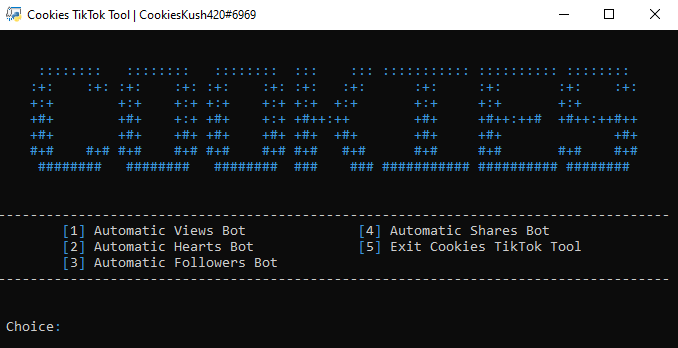 Cookies TikTok Tool | CookiesKush420#6969
COOKIES
[1] Automatic Views Bot [4] Automatic Shares Bot
[2] Automatic Hearts Bot [5] Exit Cookies TikTok Tool
[3] Automatic Followers Bot
Choice: